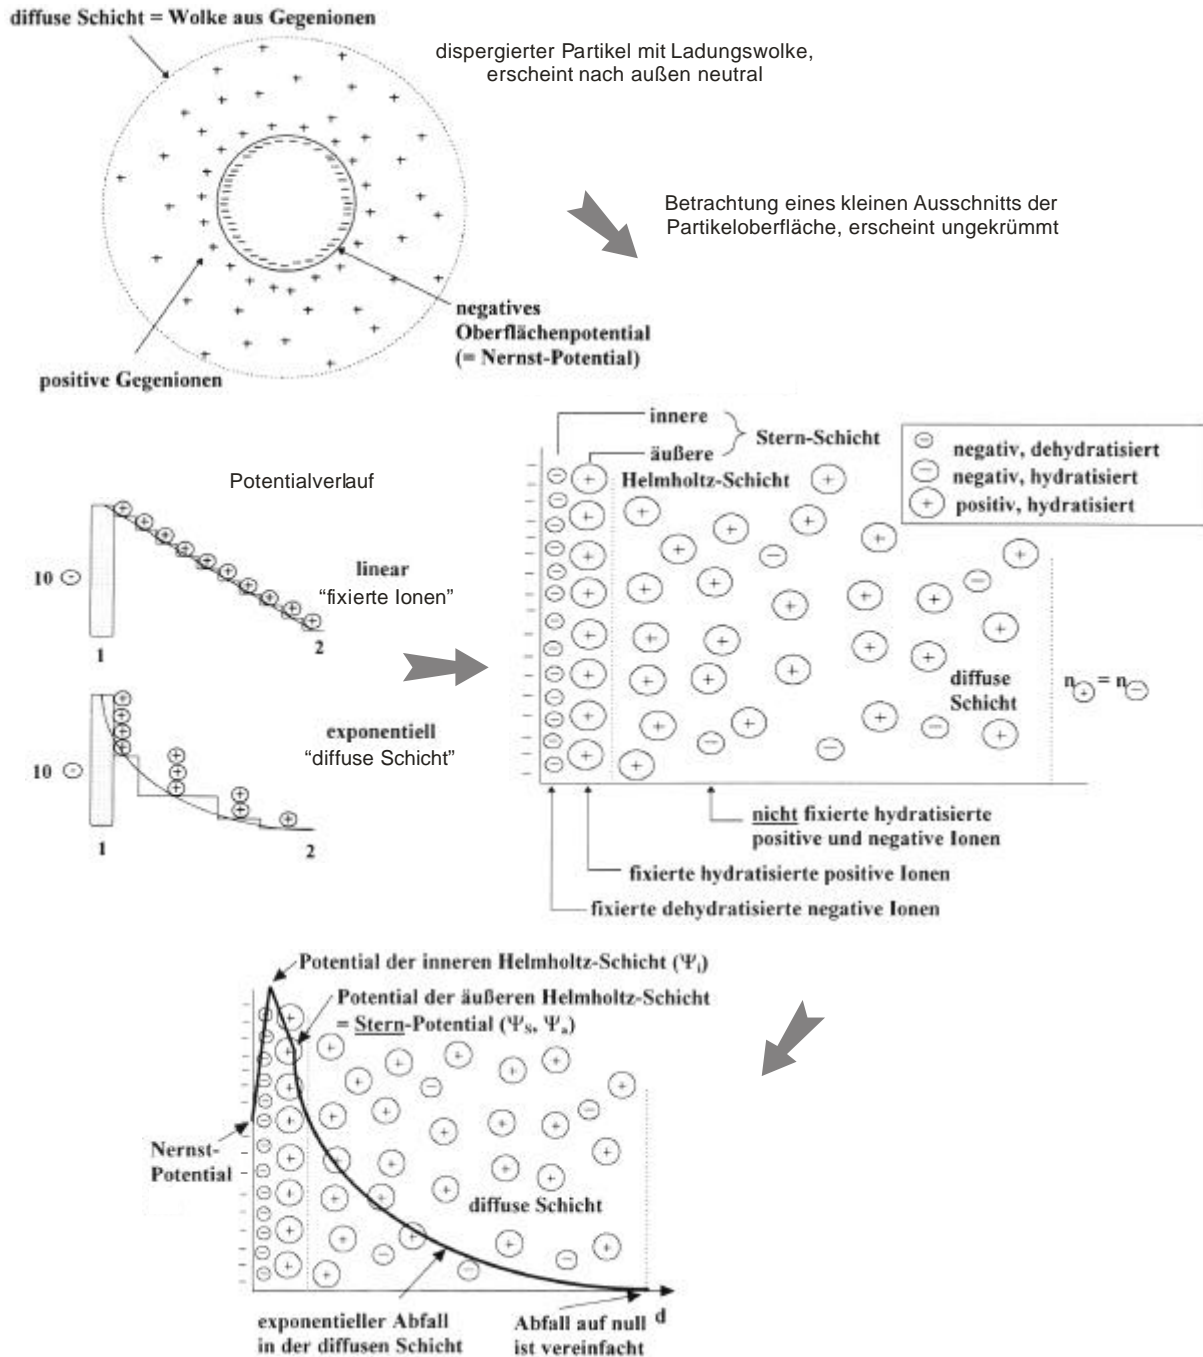 diffuse Schicht = Wolke aus Gegenionen
dispergierter Partikel mit Ladungswolke,
erscheint nach außen neutral
Betrachtung eines kleinen Ausschnitts der
Partikeloberfläche, erscheint ungekrümmt
negatives
Oberflächenpotential
(= Nernst-Potential)
positive Gegenionen
Potentialverlauf
10 -
linear
"fixierte Ionen"
1
2
10 -
exponentiell
"diffuse Schicht"
1
2
innere
äußere
Stern-Schicht
Helmholtz-Schicht
negativ, dehydratisiert
negativ, hydratisiert
positiv, hydratisiert
diffuse
Schicht
n+ = n-
nicht fixierte hydratisierte
positive und negative Ionen
fixierte hydratisierte positive Ionen
fixierte dehydratisierte negative Ionen
Potential der inneren Helmholtz-Schicht (Ψi)
Potential der äußeren Helmholtz-Schicht
= Stern-Potential (Ψs, Ψa)
Nernst-
Potential
diffuse Schicht
exponentieller Abfall
in der diffusen Schicht
Abfall auf null
ist vereinfacht
d